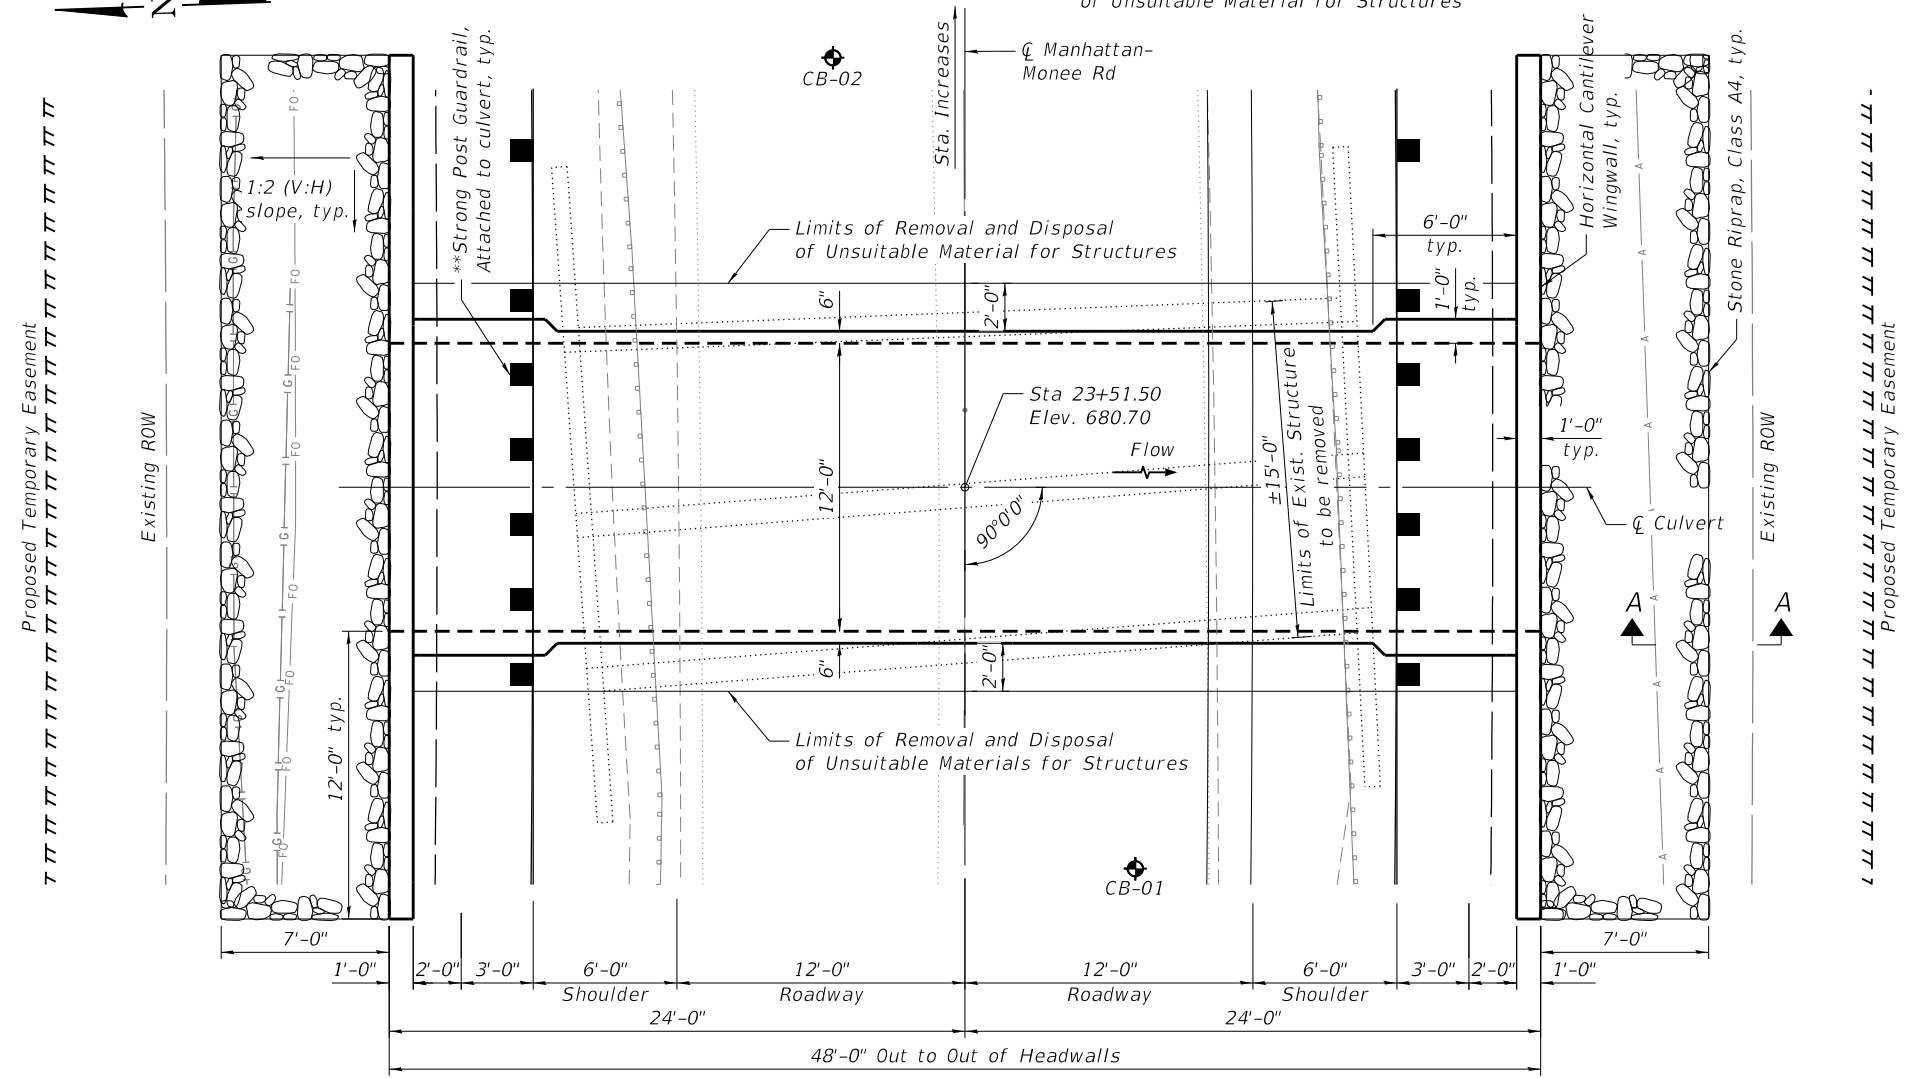 N
of Unsuitable Material for Structures
Sta. Increases
℄ Manhattan-
Monee Rd
CB-02
**Strong Post Guardrail,
Attached to culvert, typ.
Horizontal Cantilever
Wingwall, typ.
Stone Riprap, Class A4, typ.
FO
1:2 (V:H)
slope, typ.
A
Limits of Removal and Disposal
of Unsuitable Material for Structures
6'-0"
typ.
G
FO
6"
2'-0"
1'-0"
typ.
A
Proposed Temporary Easement
Existing ROW
G
G
FO
Sta 23+51.50
Elev. 680.70
Flow
12'-0"
90°0'0"
±15'-0"
Limits of Exist. Structure
to be removed
1'-0"
typ.
Existing ROW
Proposed Temporary Easement
℄ Culvert
G
FO
A
A
A
6"
2'-0"
G
FO
A
12'-0" typ.
Limits of Removal and Disposal
of Unsuitable Materials for Structures
G
FO
A
G
FO
A
CB-01
7'-0"
7'-0"
1'-0"
2'-0"
3'-0"
6'-0"
12'-0"
12'-0"
6'-0"
3'-0"
2'-0"
1'-0"
Shoulder
Roadway
Roadway
Shoulder
24'-0"
24'-0"
48'-0" Out to Out of Headwalls